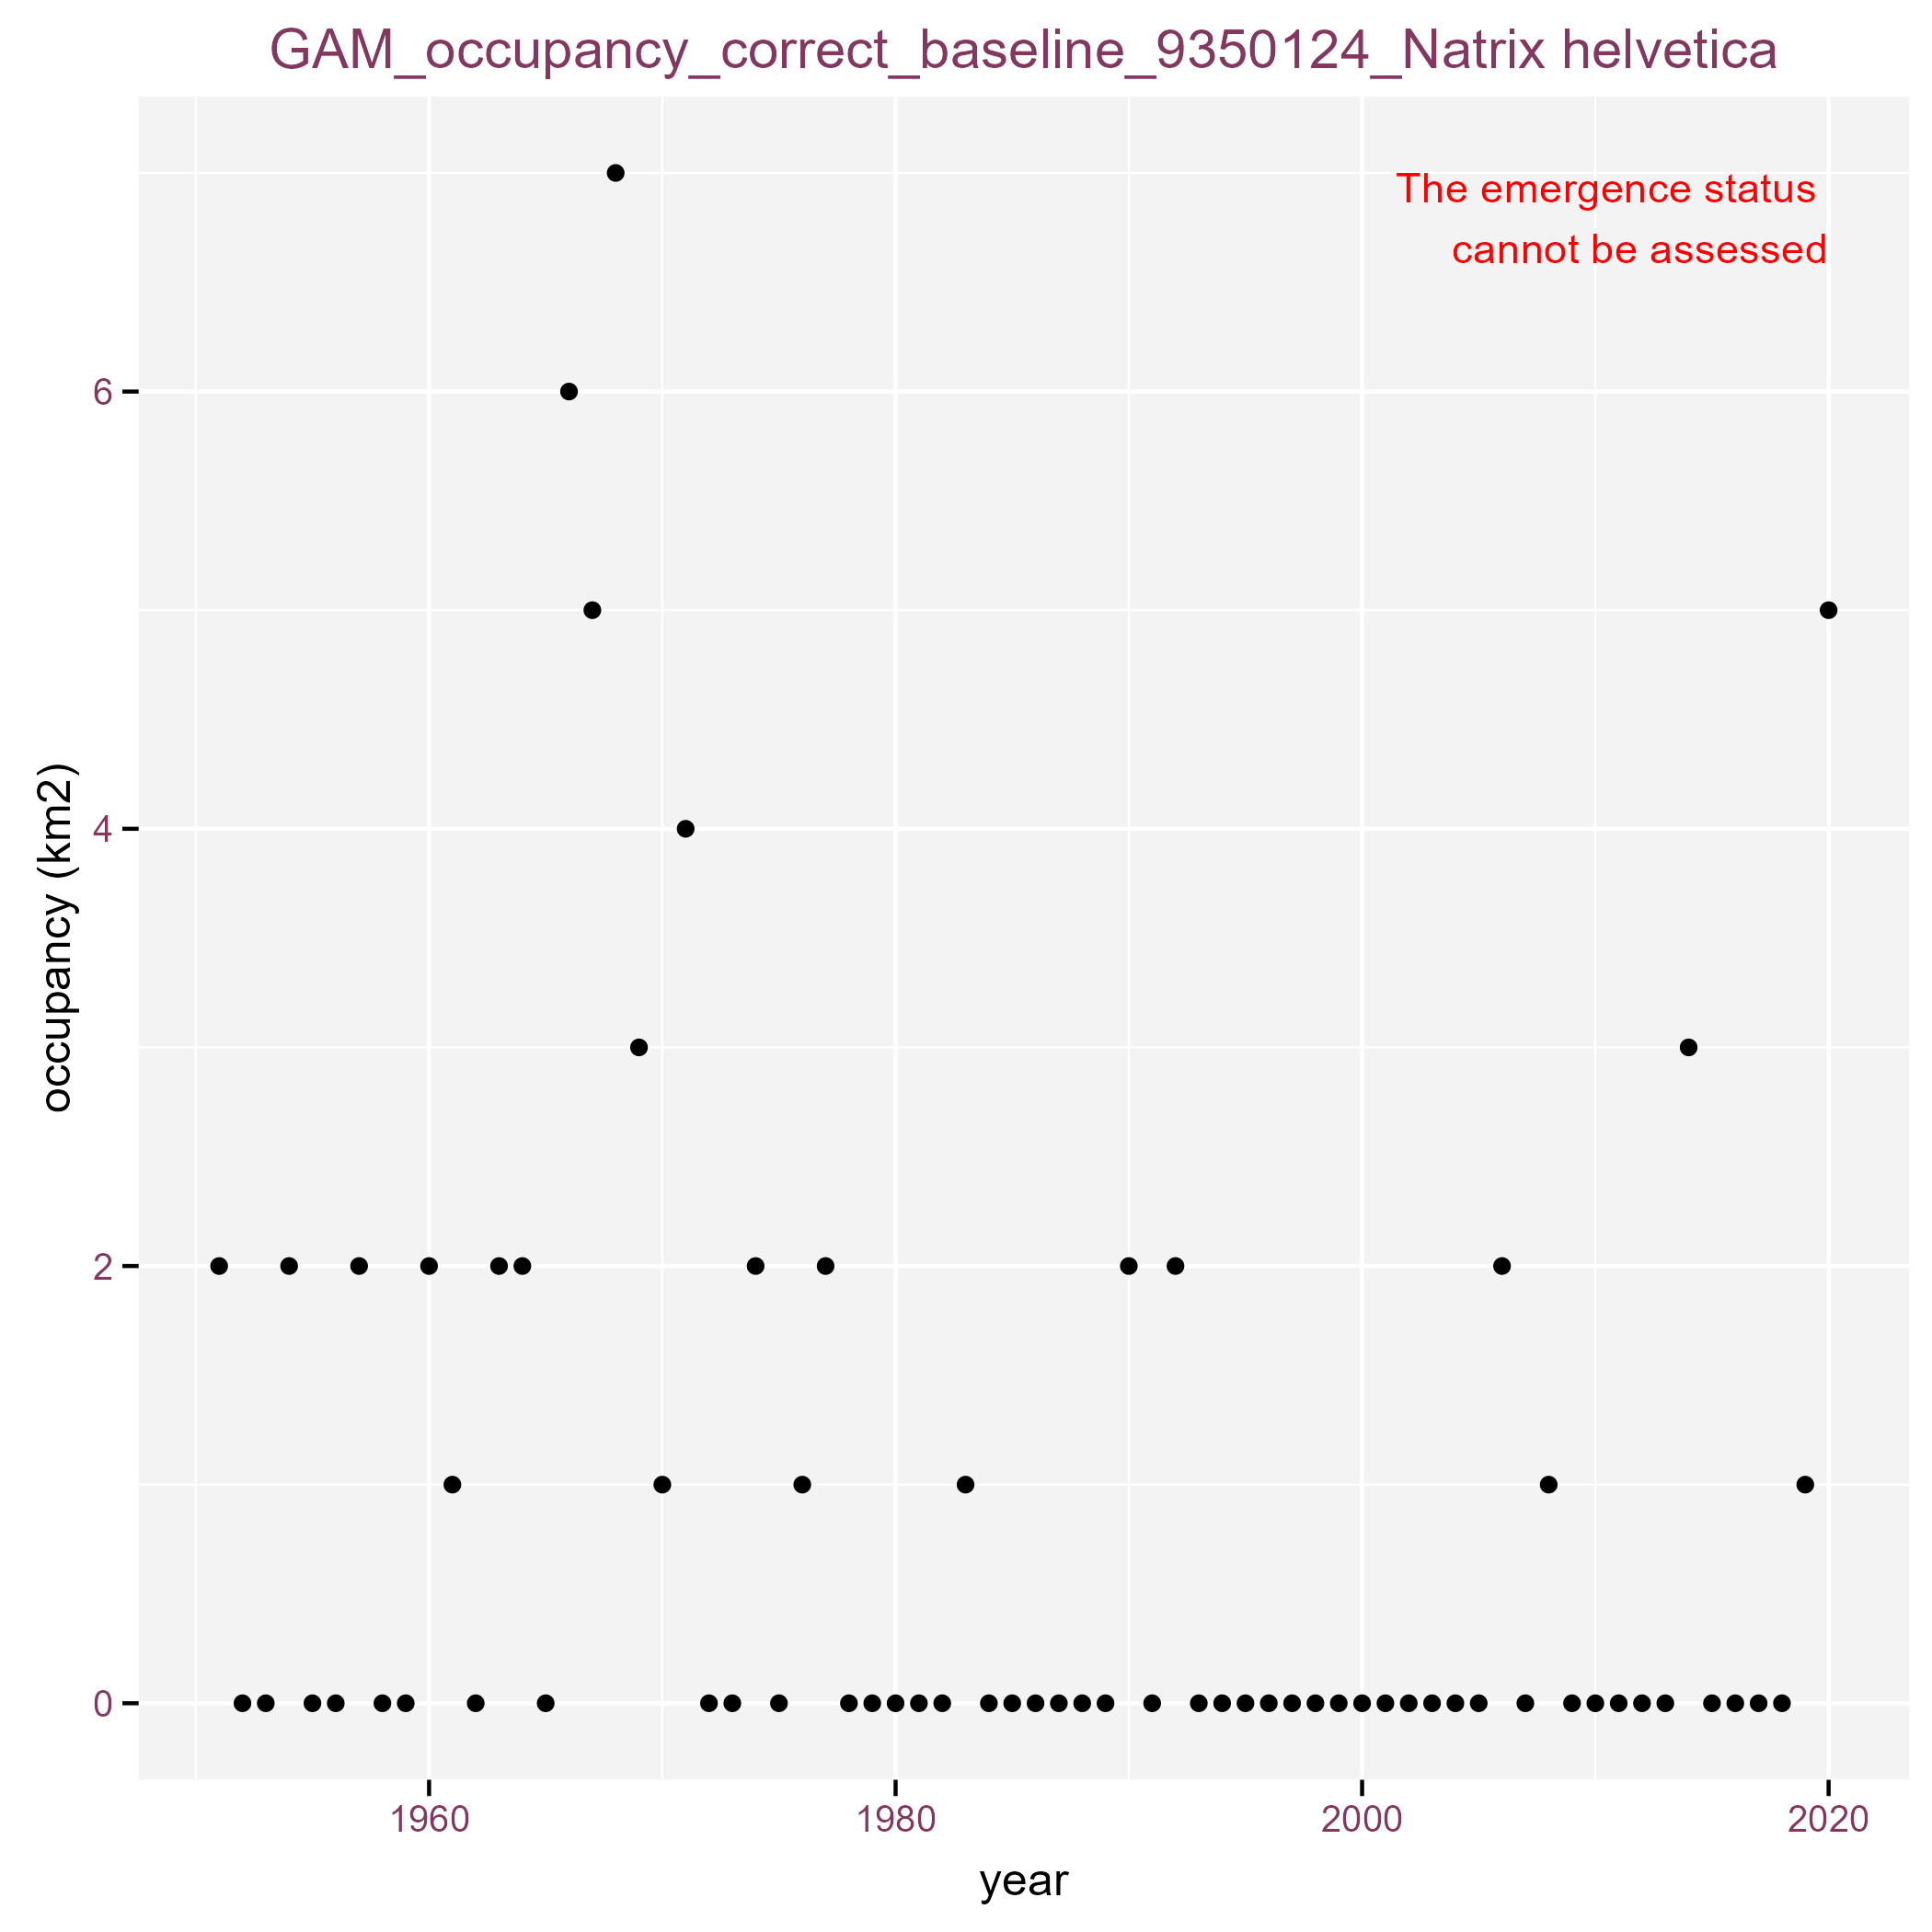 GAM_occupancy_correct_baseline_9350124_Natrix helvetica
The emergence status
cannot be assessed
6
4
2
0
occupancy (km2)
1960 1980 2000 2020
year